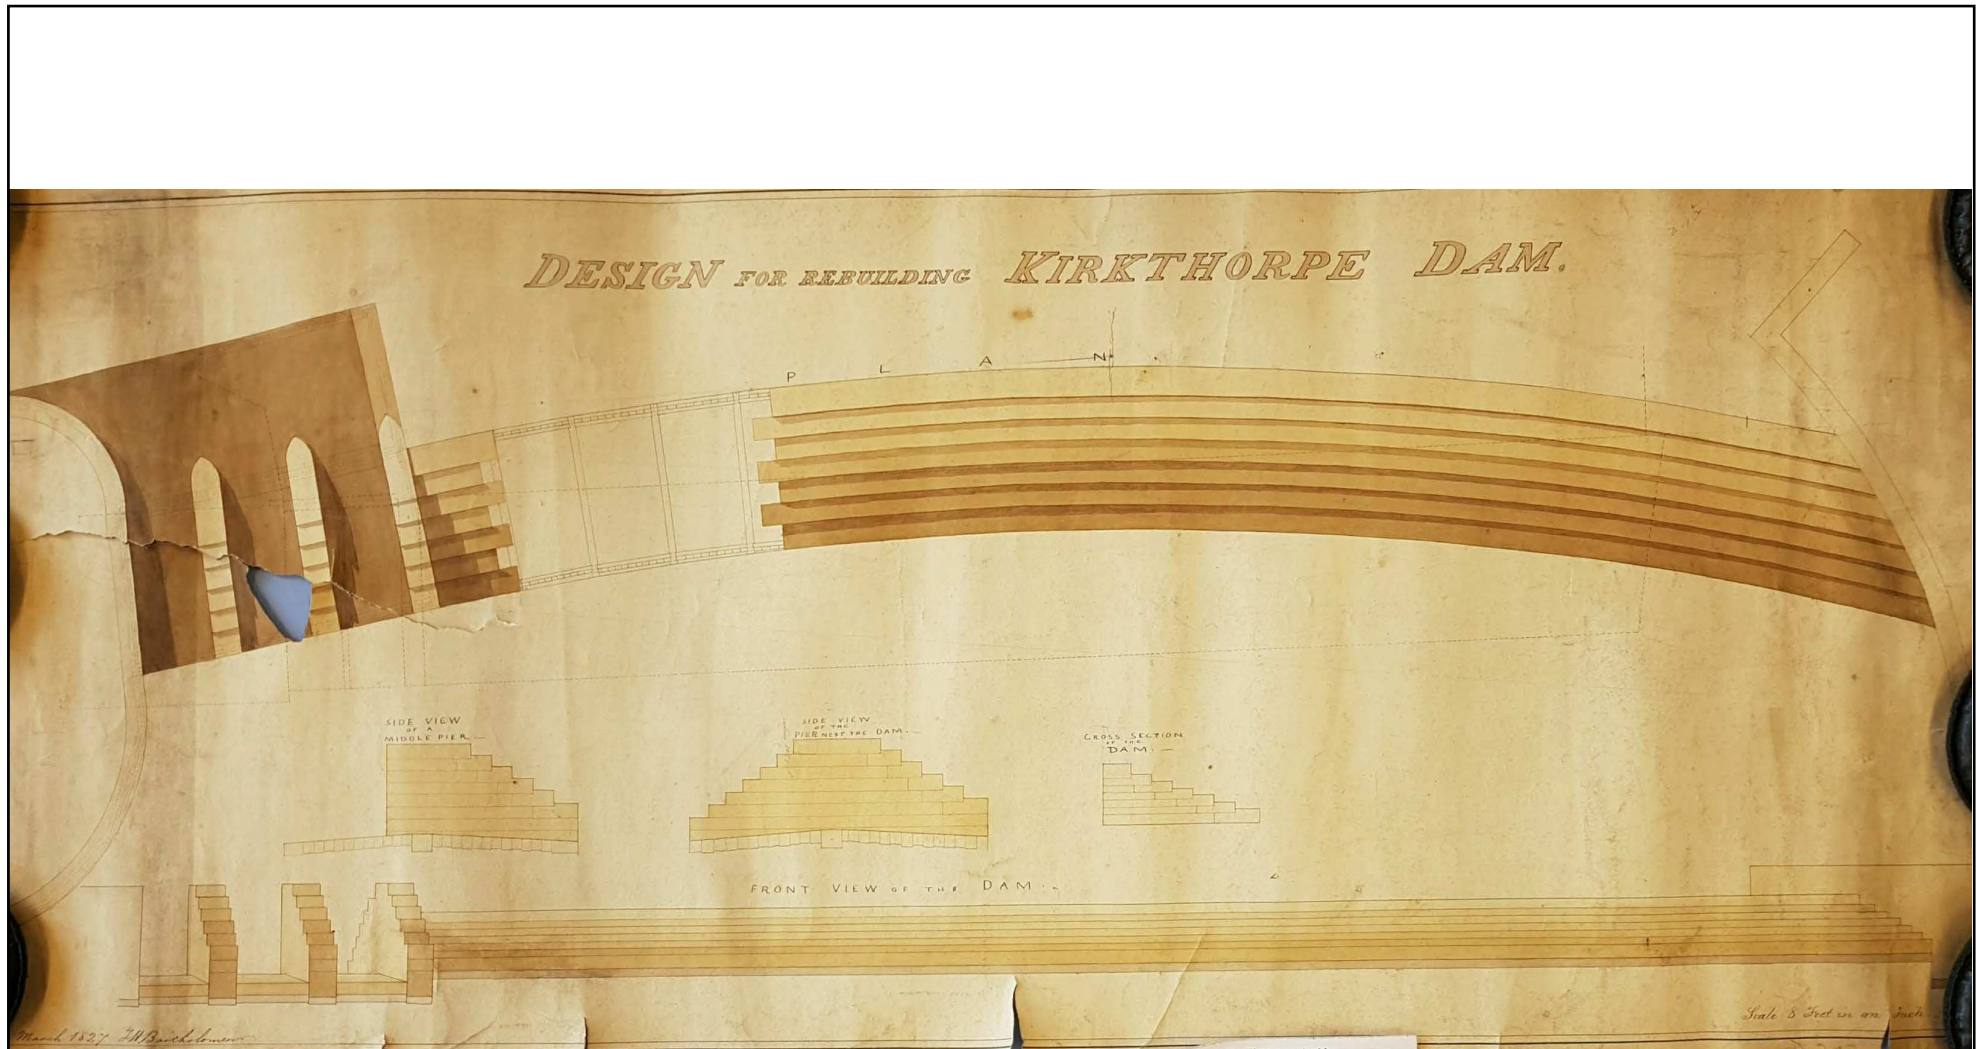 DESIGN FOR REBUILDING KIRKTHORPE DAM.
PLAN
SIDE VIEW
OF A
MIDDLE PIER.
SIDE VIEW
OF THE
PIER NEXT THE DAM.
CROSS SECTION
OF THE
DAM.
FRONT VIEW OF THE DAM.
March 1827
Scale Feet in an Inch